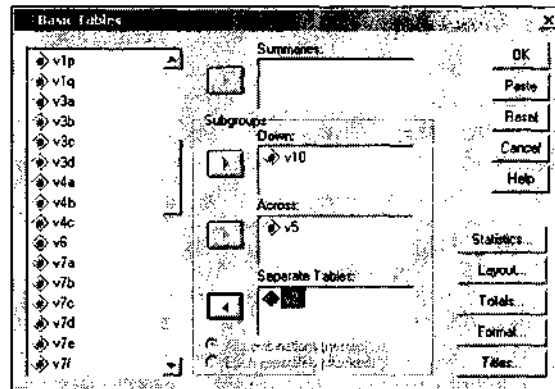 Basic Tables
v1p
v1q
v3a
v3b
v3c
v3d
v4a
v4b
v4c
v6
v7a
v7b
v7c
v7d
v7e
v7f
Summaries:
Subgroups
Down:
v10
Across:
v5
Separate Tables:
OK
Paste
Reset
Cancel
Help
Statistics...
Layout...
Totals...
Format...
Titles...